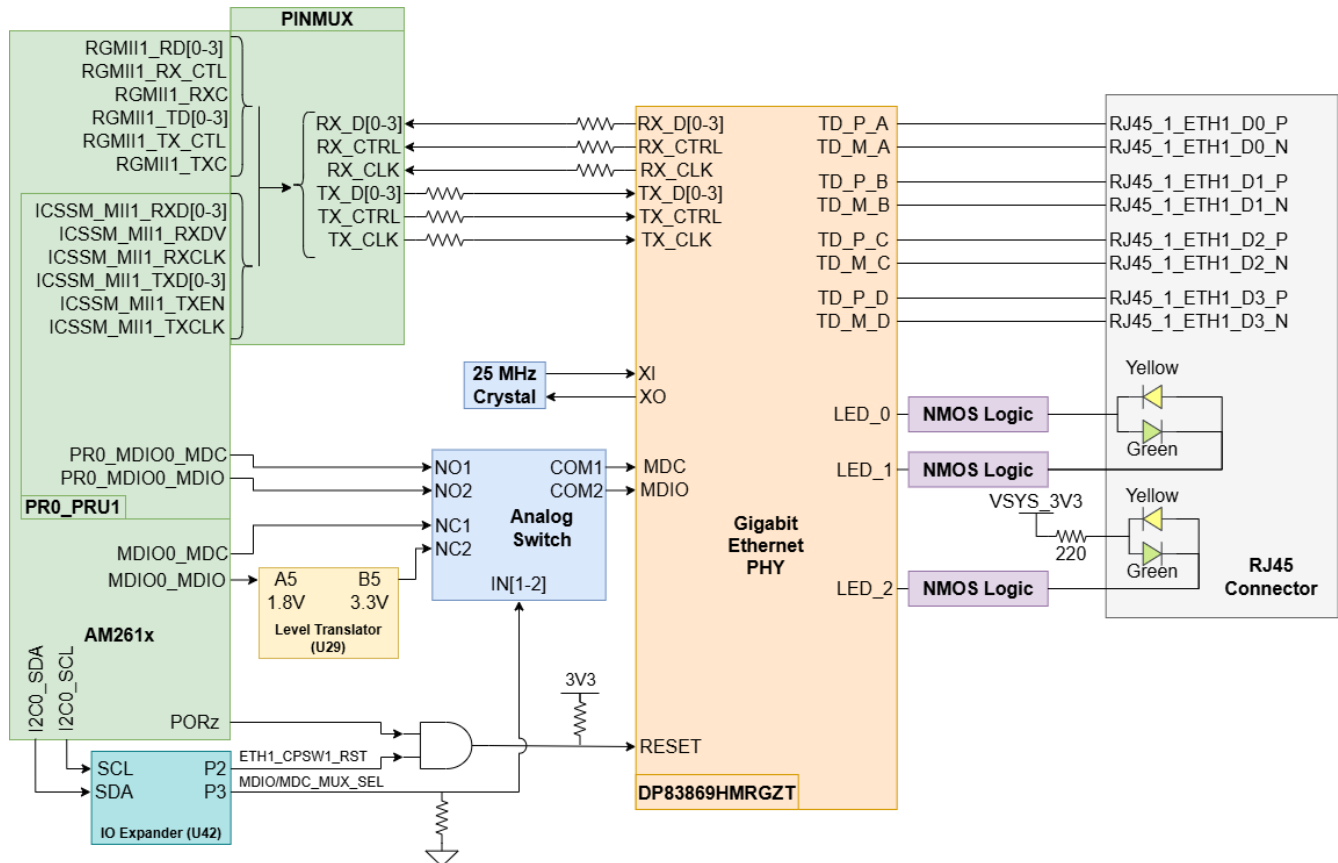 PINMUX
RGMII1_RD[0-3]
RGMII1_RX_CTL
RGMII1_RXC
RGMII1_TD[0-3]
RGMII1_TX_CTL
RGMII1_TXC
ICSSM_MII1_RXD[0-3]
ICSSM_MII1_RXDV
ICSSM_MII1_RXCLK
ICSSM_MII1_TXD[0-3]
ICSSM_MII1_TXEN
ICSSM_MII1_TXCLK
RX_D[0-3]
RX_CTRL
RX_CLK
TX_D[0-3]
TX_CTRL
TX_CLK
PR0_MDIO0_MDC
PR0_MDIO0_MDIO
PR0_PRU1
MDIO0_MDC
MDIO0_MDIO
AM261x
I2C0_SDA
I2C0_SCL
PORz
SCL
SDA
P2
P3
IO Expander (U42)
ETH1_CPSW1_RST
MDIO/MDC_MUX_SEL
A5
B5
1.8V
3.3V
Level Translator
(U29)
25 MHz
Crystal
NO1
NO2
NC1
NC2
COM1
COM2
Analog
Switch
IN[1-2]
3V3
RX_D[0-3]
RX_CTRL
RX_CLK
TX_D[0-3]
TX_CTRL
TX_CLK
XI
XO
MDC
MDIO
RESET
Gigabit
Ethernet
PHY
DP83869HMRGZT
TD_P_A
TD_M_A
TD_P_B
TD_M_B
TD_P_C
TD_M_C
TD_P_D
TD_M_D
LED_0
LED_1
LED_2
NMOS Logic
NMOS Logic
NMOS Logic
VSYS_3V3
220
RJ45_1_ETH1_D0_P
RJ45_1_ETH1_D0_N
RJ45_1_ETH1_D1_P
RJ45_1_ETH1_D1_N
RJ45_1_ETH1_D2_P
RJ45_1_ETH1_D2_N
RJ45_1_ETH1_D3_P
RJ45_1_ETH1_D3_N
Yellow
Green
Yellow
Green
RJ45
Connector